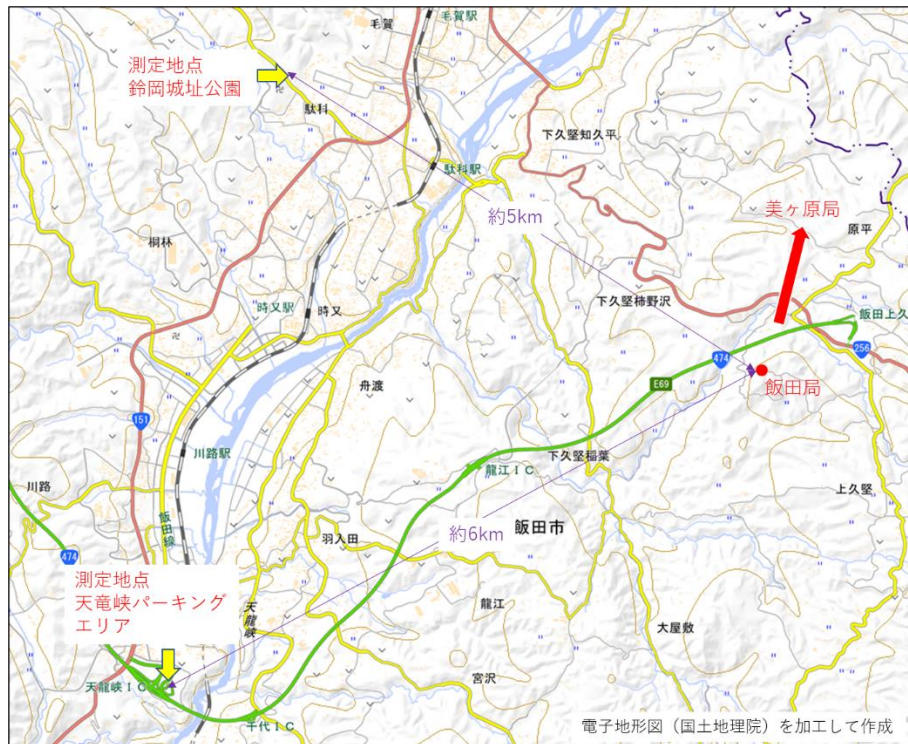 毛賀駅
毛賀
測定地点
鈴岡城址公園
駄科
下久堅知久平
駄科駅
約5km
美ヶ原局
原平
桐林
時又駅
時又
下久堅柿野沢
飯田上久
256
474
舟渡
E69
飯田局
151
川路駅
下久堅稲葉
龍江IC
上久堅
川路
飯田線
飯田市
羽入田
約6km
474
測定地点
天竜峡パーキング
エリア
天龍峡
龍江
大屋敷
天龍峡IC
宮沢
千代IC
電子地形図（国土地理院）を加工して作成